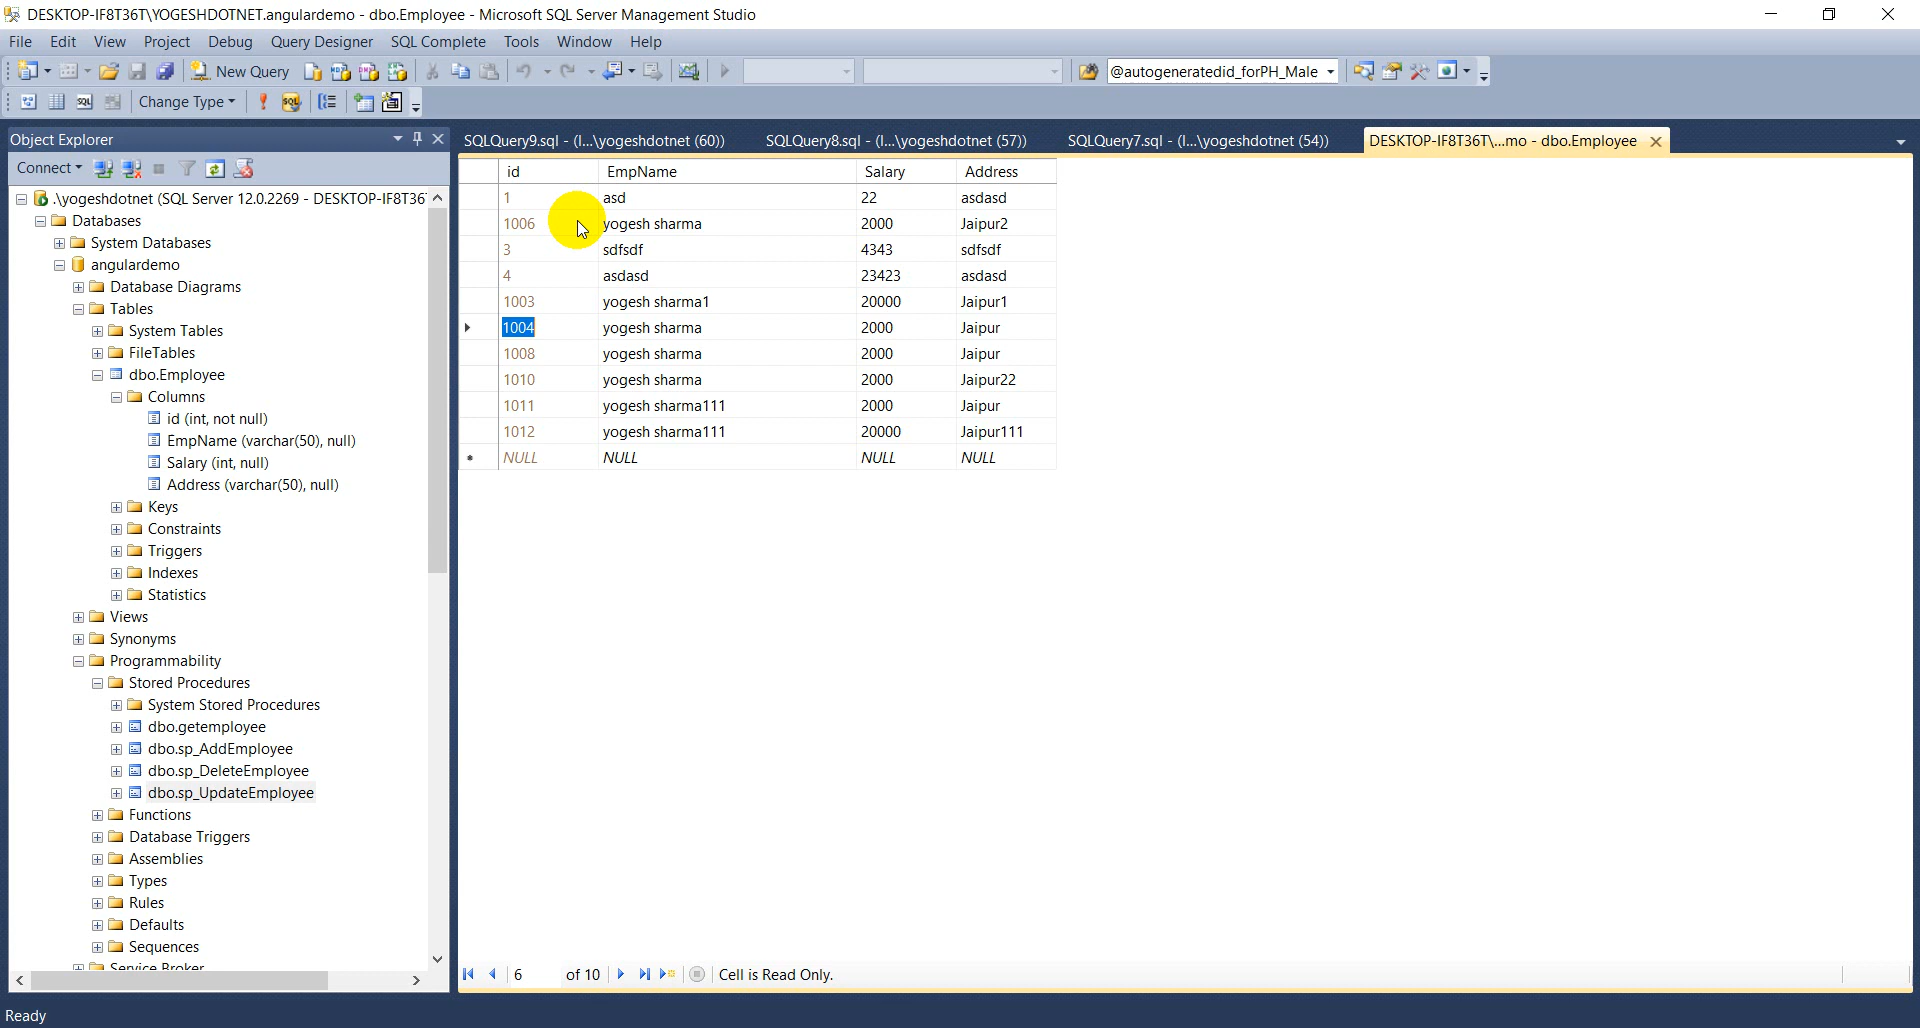 DESKTOP-IF8T36T\YOGESHDOTNET.angulardemo - dbo.Employee - Microsoft SQL Server Management Studio
File Edit View Project Debug Query Designer SQL Complete Tools Window Help
New Query @autogeneratedid_forPH_Male
Change Type
Object Explorer
Connect
.\yogeshdotnet (SQL Server 12.0.2269 - DESKTOP-IF8T36T
Databases
System Databases
angulardemo
Database Diagrams
Tables
System Tables
FileTables
dbo.Employee
Columns
id (int, not null)
EmpName (varchar(50), null)
Salary (int, null)
Address (varchar(50), null)
Keys
Constraints
Triggers
Indexes
Statistics
Views
Synonyms
Programmability
Stored Procedures
System Stored Procedures
dbo.getemployee
dbo.sp_AddEmployee
dbo.sp_DeleteEmployee
dbo.sp_UpdateEmployee
Functions
Database Triggers
Assemblies
Types
Rules
Defaults
Sequences
Service Broker
SQLQuery9.sql - (l...\yogeshdotnet (60)) SQLQuery8.sql - (l...\yogeshdotnet (57)) SQLQuery7.sql - (l...\yogeshdotnet (54)) DESKTOP-IF8T36T\...mo - dbo.Employee
id EmpName Salary Address
1 asd 22 asdasd
1006 yogesh sharma 2000 Jaipur2
3 sdfsdf 4343 sdfsdf
4 asdasd 23423 asdasd
1003 yogesh sharma1 20000 Jaipur1
1004 yogesh sharma 2000 Jaipur
1008 yogesh sharma 2000 Jaipur
1010 yogesh sharma 2000 Jaipur22
1011 yogesh sharma111 2000 Jaipur
1012 yogesh sharma111 20000 Jaipur111
NULL NULL NULL NULL
6 of 10 Cell is Read Only.
Ready